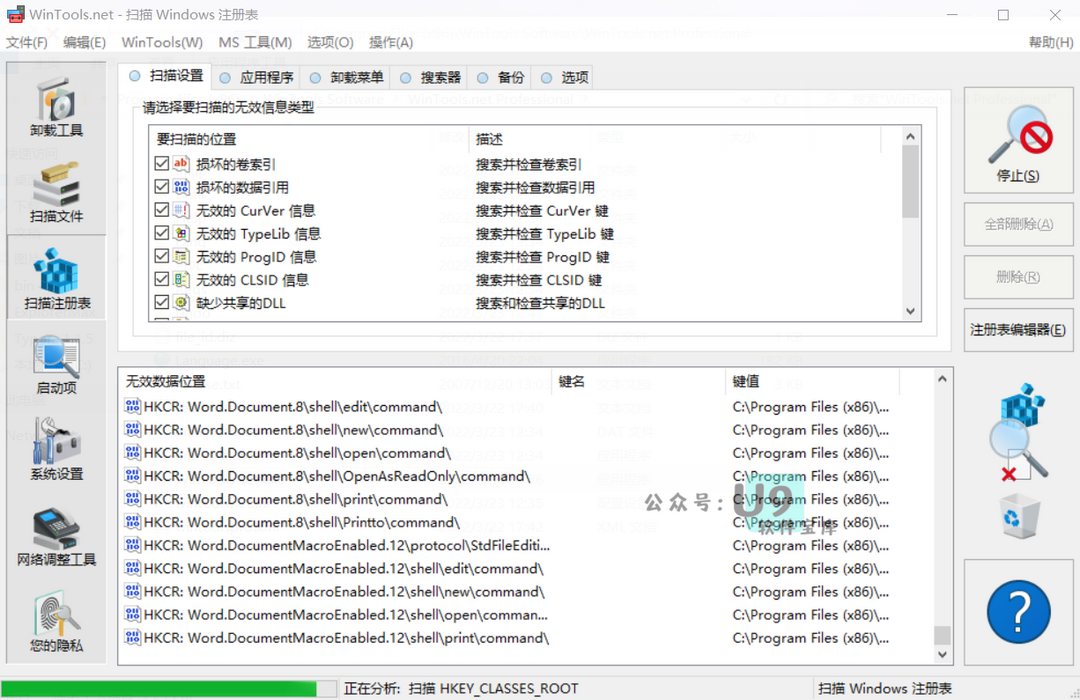 WinTools.net - 扫描 Windows 注册表
文件(F) 编辑(E) WinTools(W) MS 工具(M) 选项(O) 操作(A) 帮助(H)
卸载工具
扫描文件
扫描注册表
启动项
系统设置
网络调整工具
您的隐私
扫描设置 应用程序 卸载菜单 搜索器 备份 选项
请选择要扫描的无效信息类型
要扫描的位置 描述
损坏的卷索引 搜索并检查卷索引
损坏的数据引用 搜索并检查数据引用
无效的 CurVer 信息 搜索并检查 CurVer 键
无效的 TypeLib 信息 搜索并检查 TypeLib 键
无效的 ProgID 信息 搜索并检查 ProgID 键
无效的 CLSID 信息 搜索并检查 CLSID 键
缺少共享的DLL 搜索和检查共享的DLL
无效数据位置 键名 键值
HKCR: Word.Document.8\shell\edit\command\ C:\Program Files (x86)\...
HKCR: Word.Document.8\shell\new\command\ C:\Program Files (x86)\...
HKCR: Word.Document.8\shell\open\command\ C:\Program Files (x86)\...
HKCR: Word.Document.8\shell\OpenAsReadOnly\command\ C:\Program Files (x86)\...
HKCR: Word.Document.8\shell\print\command\ C:\Program Files (x86)\...
HKCR: Word.Document.8\shell\Printto\command\ C:\Program Files (x86)\...
HKCR: Word.DocumentMacroEnabled.12\protocol\StdFileEditi... C:\Program Files (x86)\...
HKCR: Word.DocumentMacroEnabled.12\shell\edit\command\ C:\Program Files (x86)\...
HKCR: Word.DocumentMacroEnabled.12\shell\new\command\ C:\Program Files (x86)\...
HKCR: Word.DocumentMacroEnabled.12\shell\open\comman... C:\Program Files (x86)\...
HKCR: Word.DocumentMacroEnabled.12\shell\print\command\ C:\Program Files (x86)\...
公众号: U9
软件宝库
停止(S)
全部删除(A)
删除(R)
注册表编辑器(E)
正在分析: 扫描 HKEY_CLASSES_ROOT 扫描 Windows 注册表